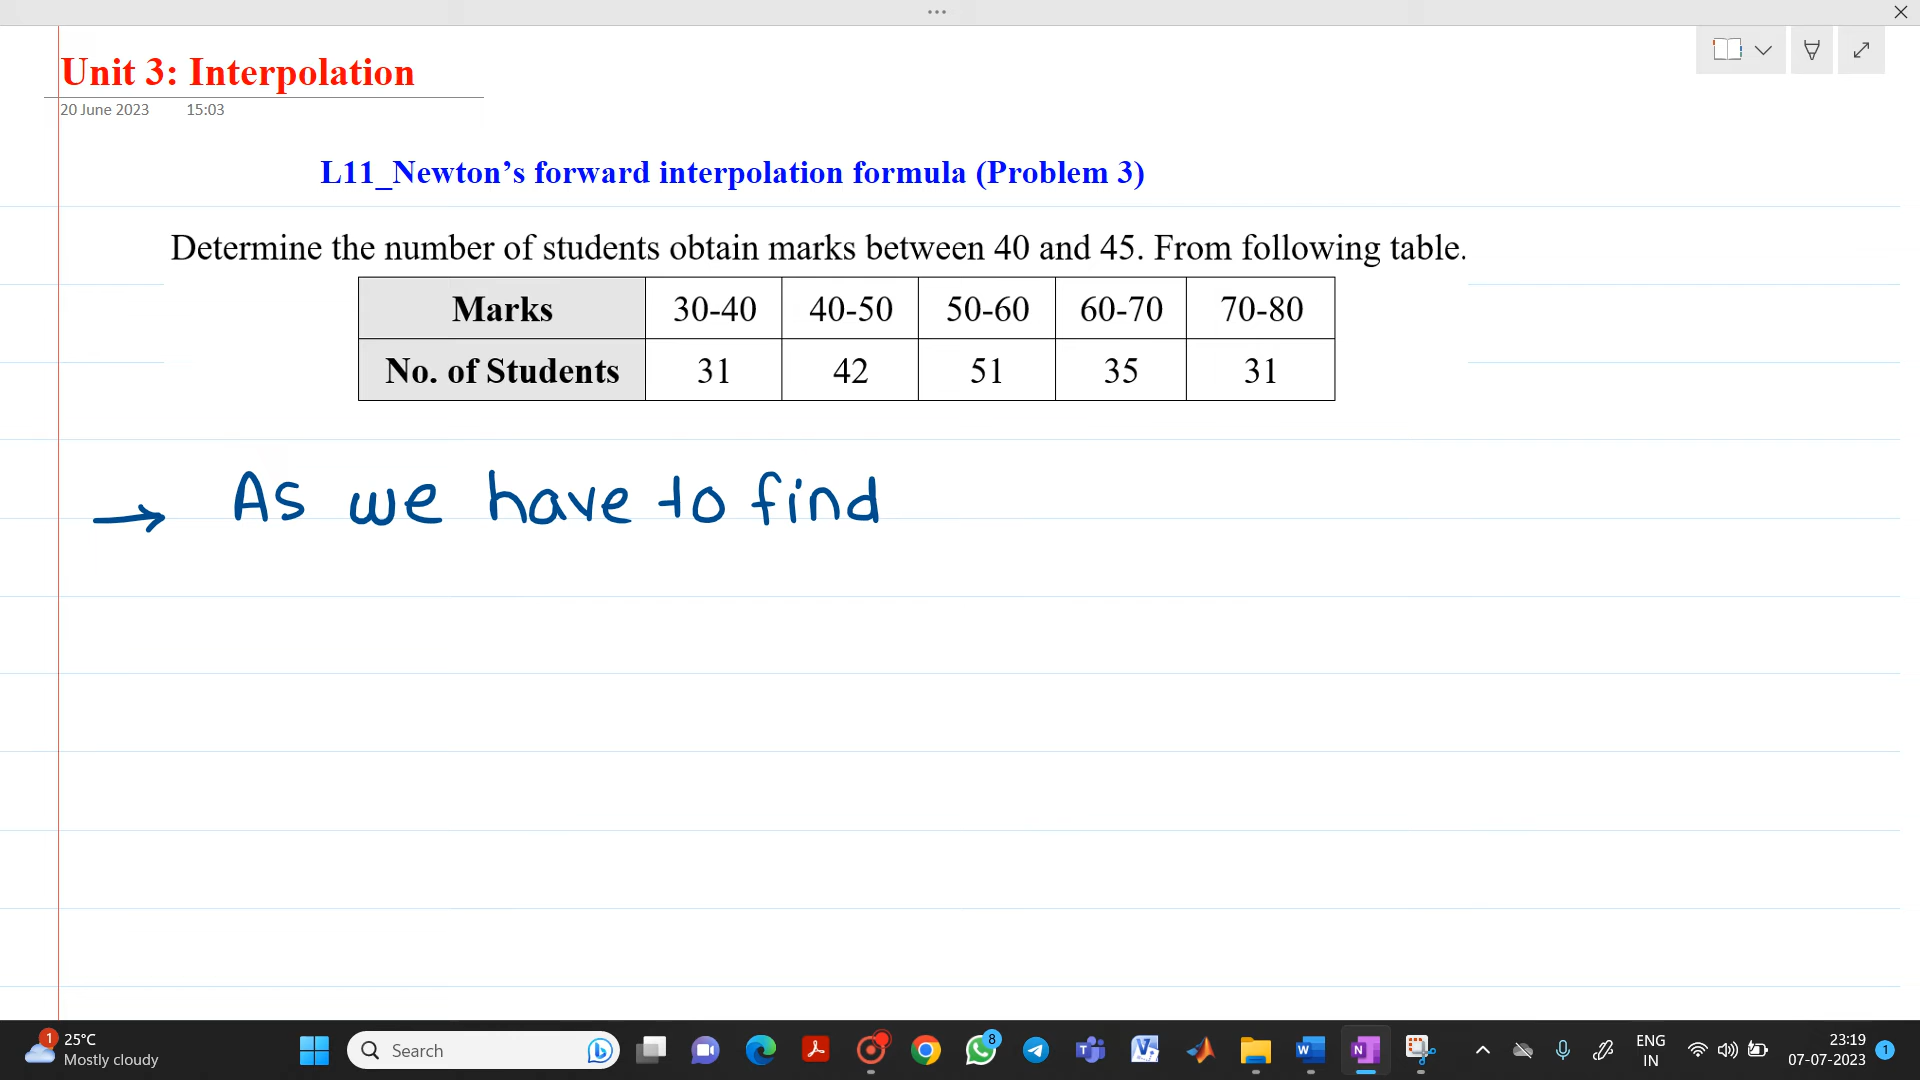 Unit 3: Interpolation
20 June 2023 15:03
L11_Newton’s forward interpolation formula (Problem 3)
Determine the number of students obtain marks between 40 and 45. From following table.
Marks 30-40 40-50 50-60 60-70 70-80
No. of Students 31 42 51 35 31
→ As we have to find
1 25°C
Mostly cloudy
Search
8
ENG
IN
23:19
07-07-2023
1